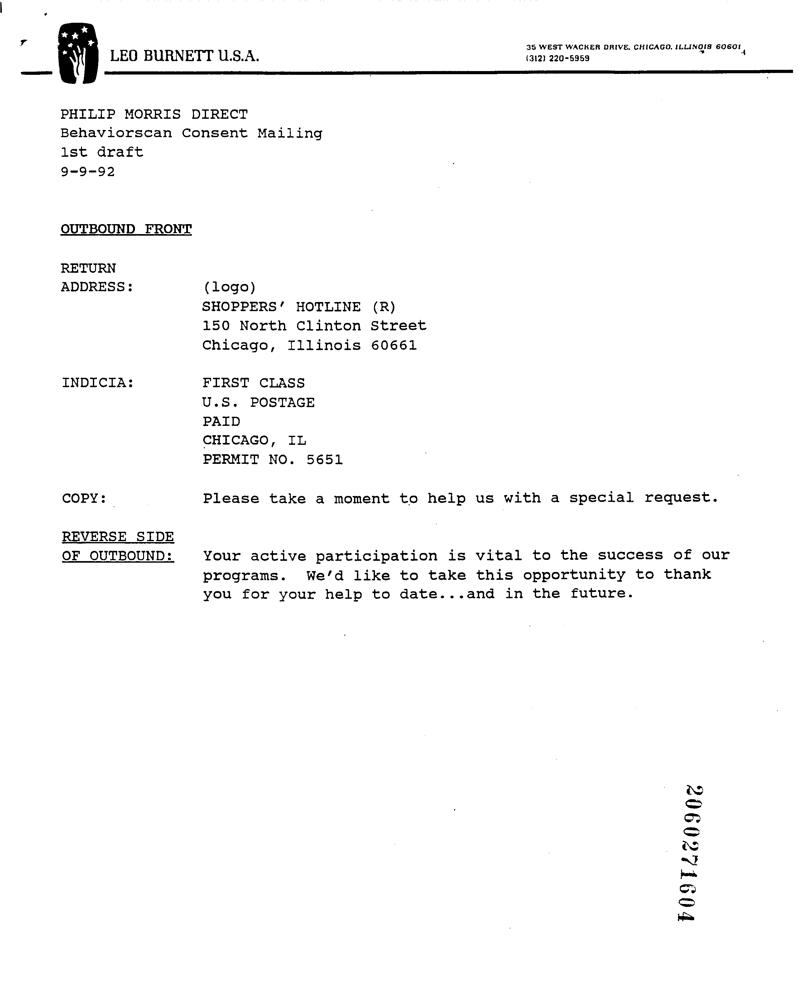 LEO BURNETT U.S.A.
35 WEST WACKER DRIVE, CHICAGO, ILLINOIS 60601
(312) 220-5959
PHILIP MORRIS DIRECT
Behaviorscan Consent Mailing
1st draft
9-9-92
OUTBOUND FRONT
RETURN
ADDRESS: (logo)
SHOPPERS' HOTLINE (R)
150 North Clinton Street
Chicago, Illinois 60661
INDICIA: FIRST CLASS
U.S. POSTAGE
PAID
CHICAGO, IL
PERMIT NO. 5651
COPY: Please take a moment to help us with a special request.
REVERSE SIDE
OF OUTBOUND: Your active participation is vital to the success of our
programs. We'd like to take this opportunity to thank
you for your help to date...and in the future.
2060271604